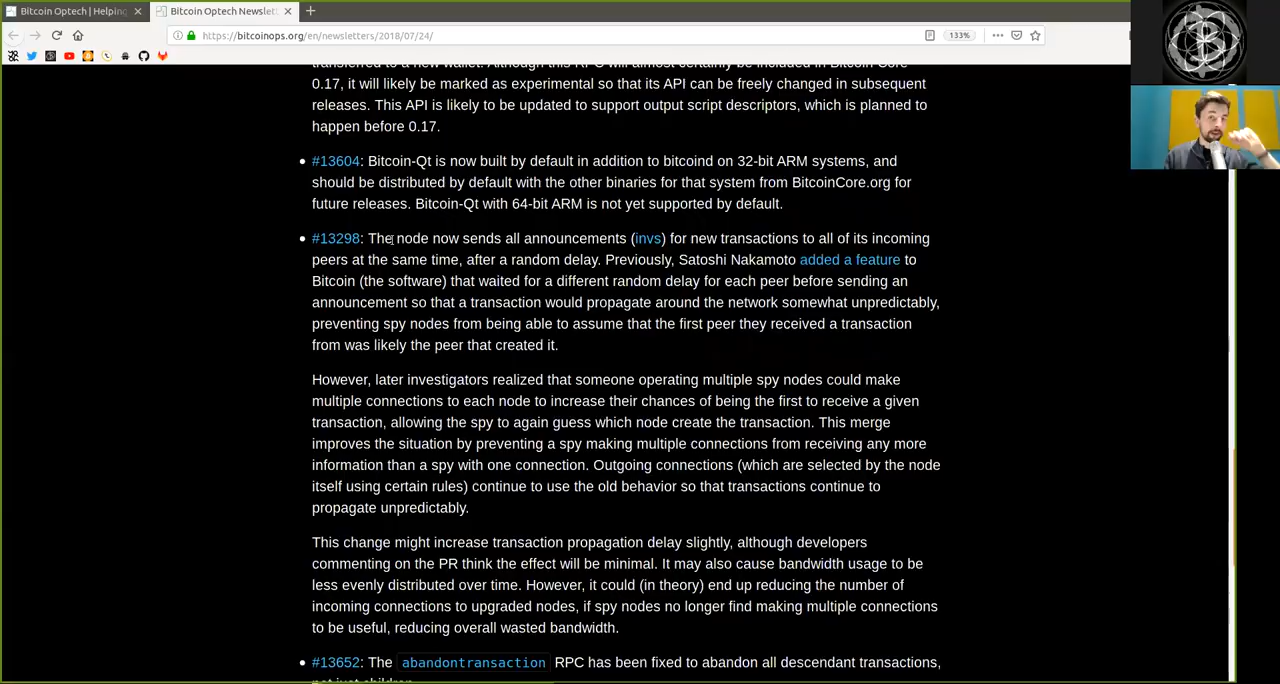 Bitcoin Optech | Helping
Bitcoin Optech Newslett
https://bitcoinops.org/en/newsletters/2018/07/24/
133%
transferred to a new wallet. Although this RPC will almost certainly be included in Bitcoin Core
0.17, it will likely be marked as experimental so that its API can be freely changed in subsequent
releases. This API is likely to be updated to support output script descriptors, which is planned to
happen before 0.17.
#13604: Bitcoin-Qt is now built by default in addition to bitcoind on 32-bit ARM systems, and
should be distributed by default with the other binaries for that system from BitcoinCore.org for
future releases. Bitcoin-Qt with 64-bit ARM is not yet supported by default.
#13298: The node now sends all announcements (invs) for new transactions to all of its incoming
peers at the same time, after a random delay. Previously, Satoshi Nakamoto added a feature to
Bitcoin (the software) that waited for a different random delay for each peer before sending an
announcement so that a transaction would propagate around the network somewhat unpredictably,
preventing spy nodes from being able to assume that the first peer they received a transaction
from was likely the peer that created it.
However, later investigators realized that someone operating multiple spy nodes could make
multiple connections to each node to increase their chances of being the first to receive a given
transaction, allowing the spy to again guess which node create the transaction. This merge
improves the situation by preventing a spy making multiple connections from receiving any more
information than a spy with one connection. Outgoing connections (which are selected by the node
itself using certain rules) continue to use the old behavior so that transactions continue to
propagate unpredictably.
This change might increase transaction propagation delay slightly, although developers
commenting on the PR think the effect will be minimal. It may also cause bandwidth usage to be
less evenly distributed over time. However, it could (in theory) end up reducing the number of
incoming connections to upgraded nodes, if spy nodes no longer find making multiple connections
to be useful, reducing overall wasted bandwidth.
#13652: The abandontransaction RPC has been fixed to abandon all descendant transactions,
not just children.